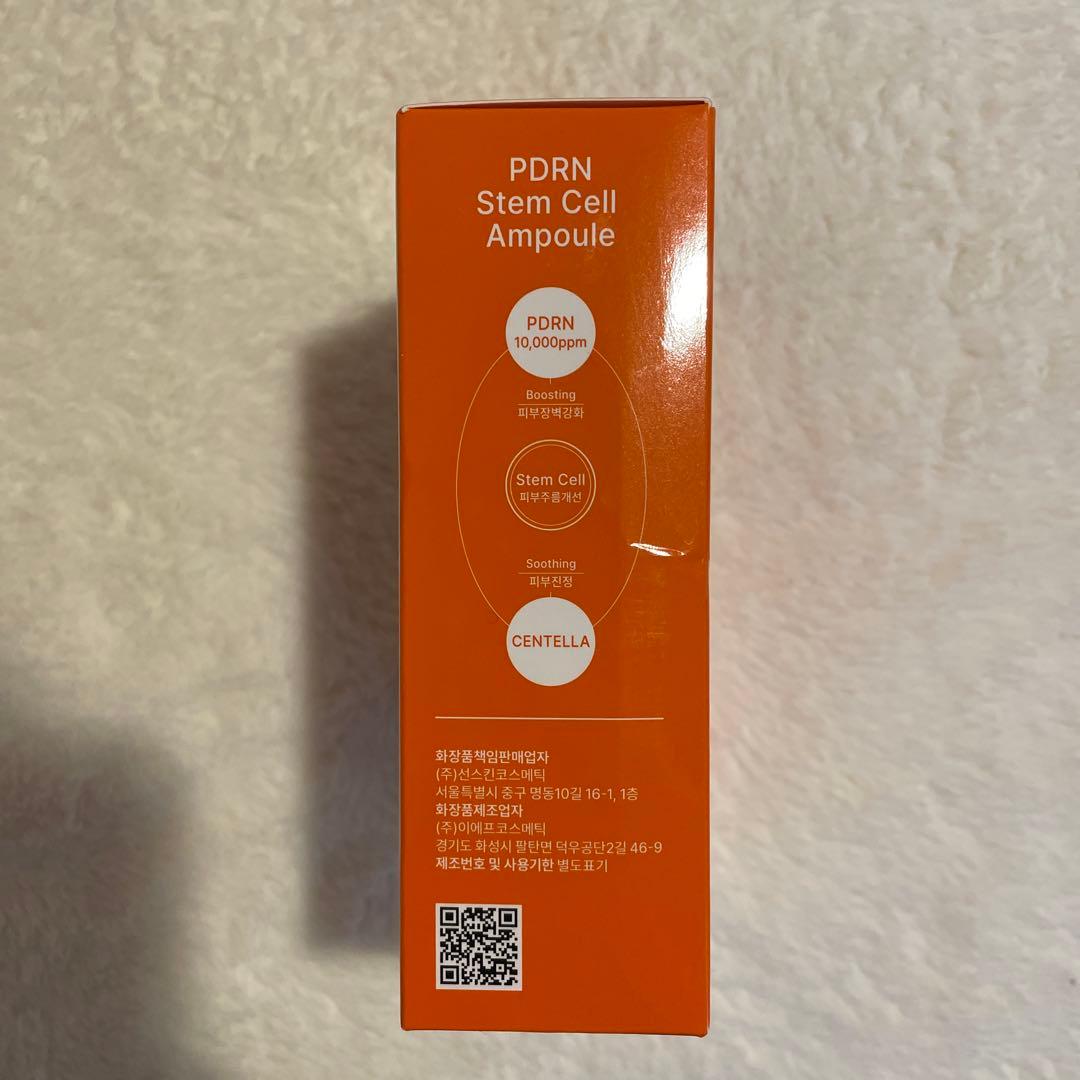 PDRN
Stem Cell
Ampoule
PDRN
10,000ppm
Boosting
피부장벽강화
Stem Cell
피부주름개선
Soothing
피부진정
CENTELLA
화장품책임판매업자
(주)선스킨코스메틱
서울특별시 중구 명동10길 16-1, 1층
화장품제조업자
(주)이에프코스메틱
경기도 화성시 팔탄면 덕우공단2길 46-9
제조번호 및 사용기한 별도표기